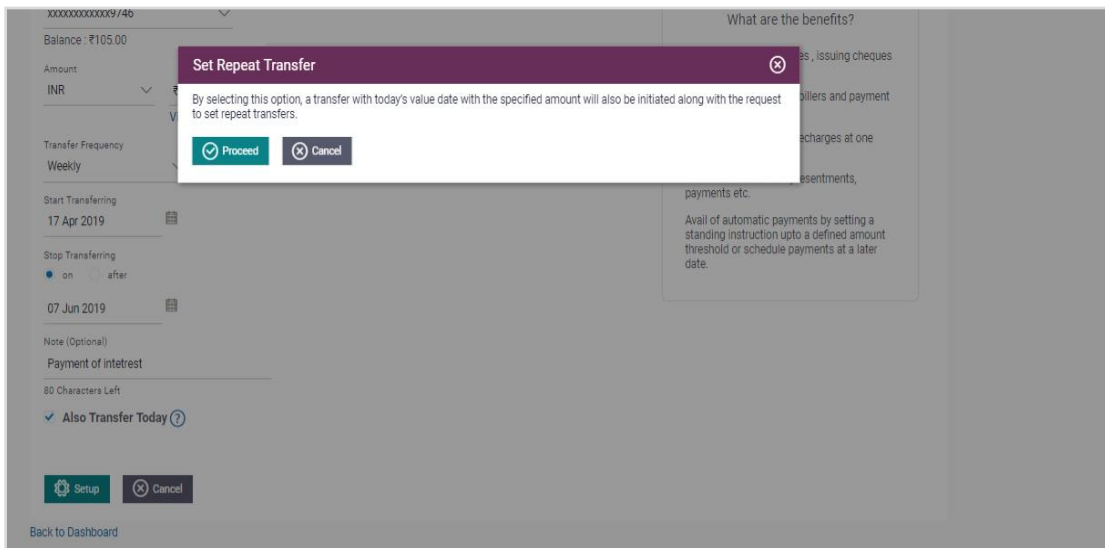 xxxxxxxxxxxx9746
Balance : ₹105.00
Amount
INR
₹
Transfer Frequency
Weekly
Start Transferring
17 Apr 2019
Stop Transferring
on after
07 Jun 2019
Note (Optional)
Payment of intetrest
80 Characters Left
Also Transfer Today ?
Setup Cancel
Back to Dashboard
Set Repeat Transfer
By selecting this option, a transfer with today's value date with the specified amount will also be initiated along with the request
to set repeat transfers.
Proceed Cancel
What are the benefits?
, issuing cheques
billers and payment
echarges at one
esentments,
payments etc.
Avail of automatic payments by setting a
standing instruction upto a defined amount
threshold or schedule payments at a later
date.